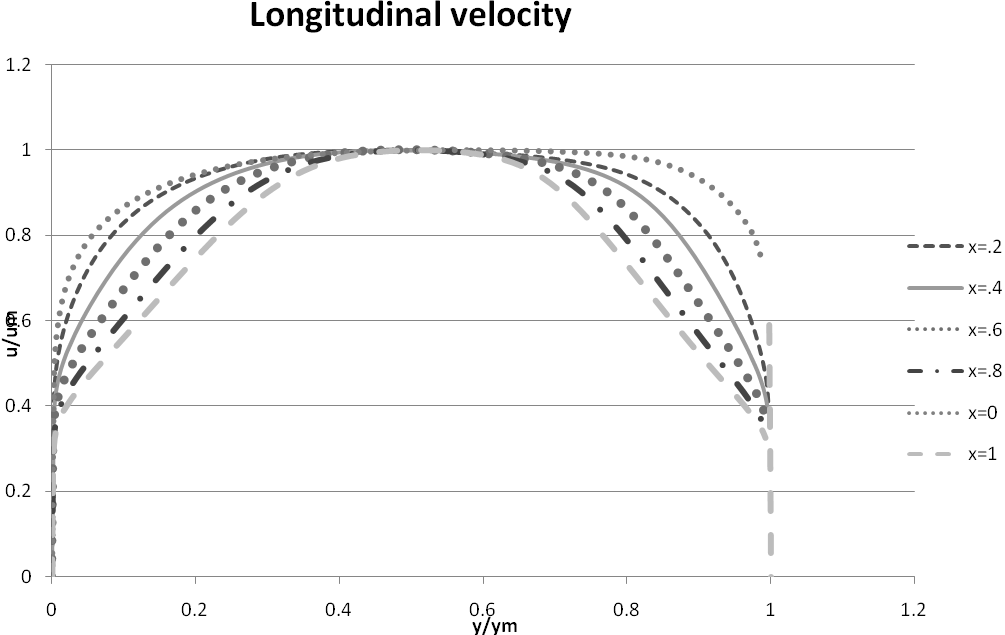 Longitudinal velocity
1.2
1
0.8
0.6
0.4
0.2
0
u/um
0 0.2 0.4 0.6 0.8 1 1.2
y/ym
x=.2
x=.4
x=.6
x=.8
x=0
x=1